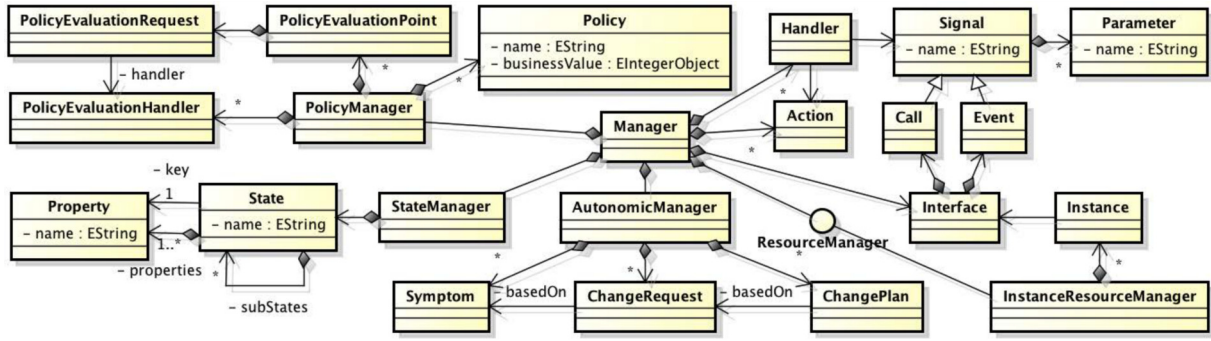 PolicyEvaluationRequest
PolicyEvaluationPoint
Policy
- name : EString
- businessValue : EIntegerObject
Handler
Signal
- name : EString
Parameter
- name : EString
- handler
*
*
*
*
*
PolicyEvaluationHandler
*
PolicyManager
Manager
Action
*
Call
Event
- key
1
Property
- name : EString
State
- name : EString
StateManager
AutonomicManager
Interface
Instance
1..*
- properties
*
- subStates
ResourceManager
*
*
*
*
Symptom
- basedOn
ChangeRequest
- basedOn
ChangePlan
InstanceResourceManager